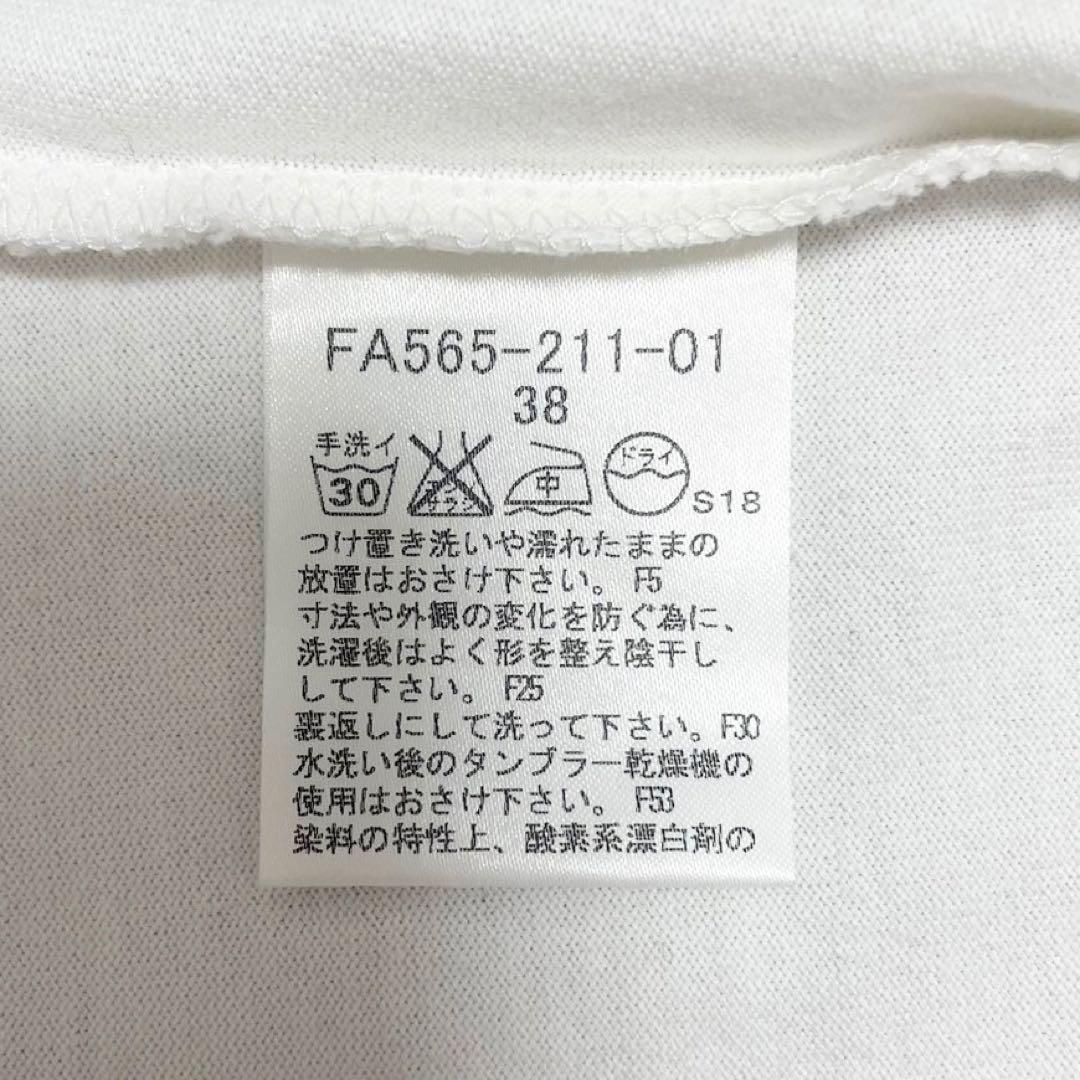 FA565-211-01
38
手洗イ
30 エンソサラシ 中 ドライ S18
つけ置き洗いや濡れたままの
放置はおさけ下さい。 F5
寸法や外観の変化を防ぐ為に、
洗濯後はよく形を整え陰干し
して下さい。 F25
裏返しにして洗って下さい。F30
水洗い後のタンブラー乾燥機の
使用はおさけ下さい。 F53
染料の特性上、酸素系漂白剤の